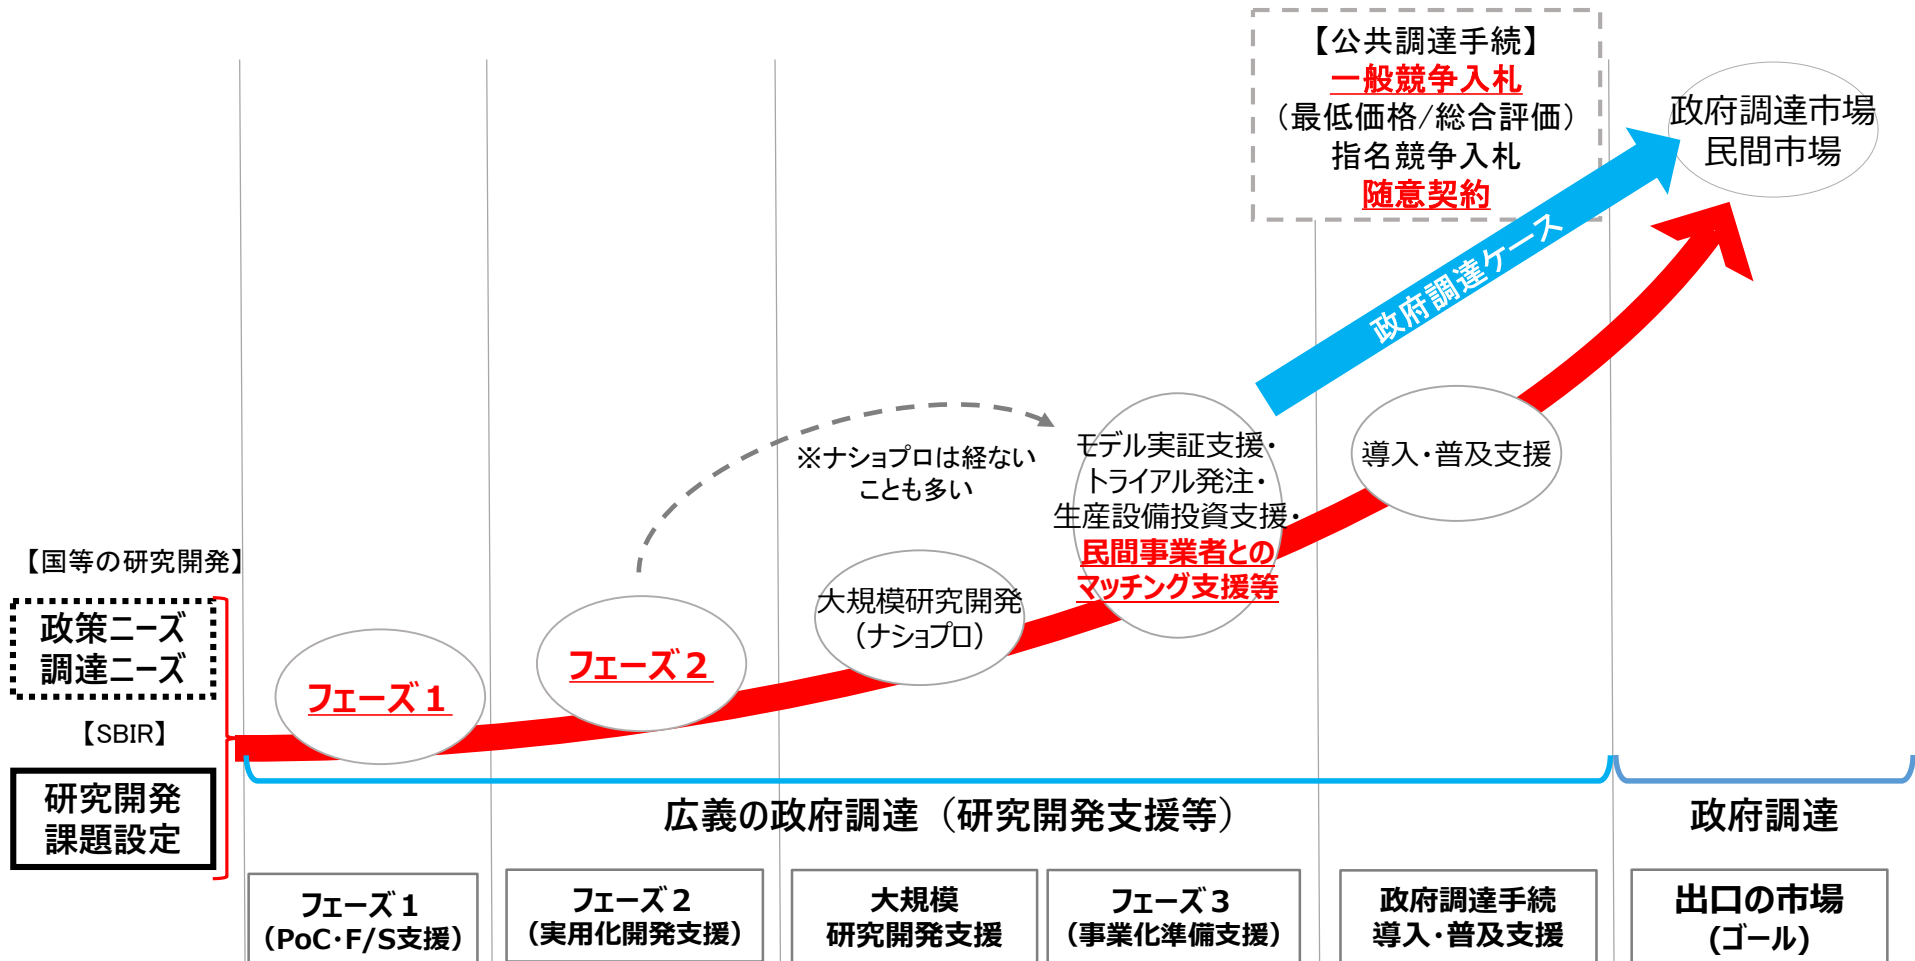 【公共調達手続】
一般競争入札
（最低価格/総合評価）
指名競争入札
随意契約
政府調達市場
民間市場
政府調達ケース
※ナショプロは経ない
ことも多い
モデル実証支援・
トライアル発注・
生産設備投資支援・
民間事業者との
マッチング支援等
導入・普及支援
【国等の研究開発】
政策ニーズ
調達ニーズ
大規模研究開発
（ナショプロ）
フェーズ２
フェーズ１
【SBIR】
研究開発
課題設定
広義の政府調達（研究開発支援等）
政府調達
フェーズ１
（PoC・F/S支援）
フェーズ２
（実用化開発支援）
大規模
研究開発支援
フェーズ３
（事業化準備支援）
政府調達手続
導入・普及支援
出口の市場
(ゴール)